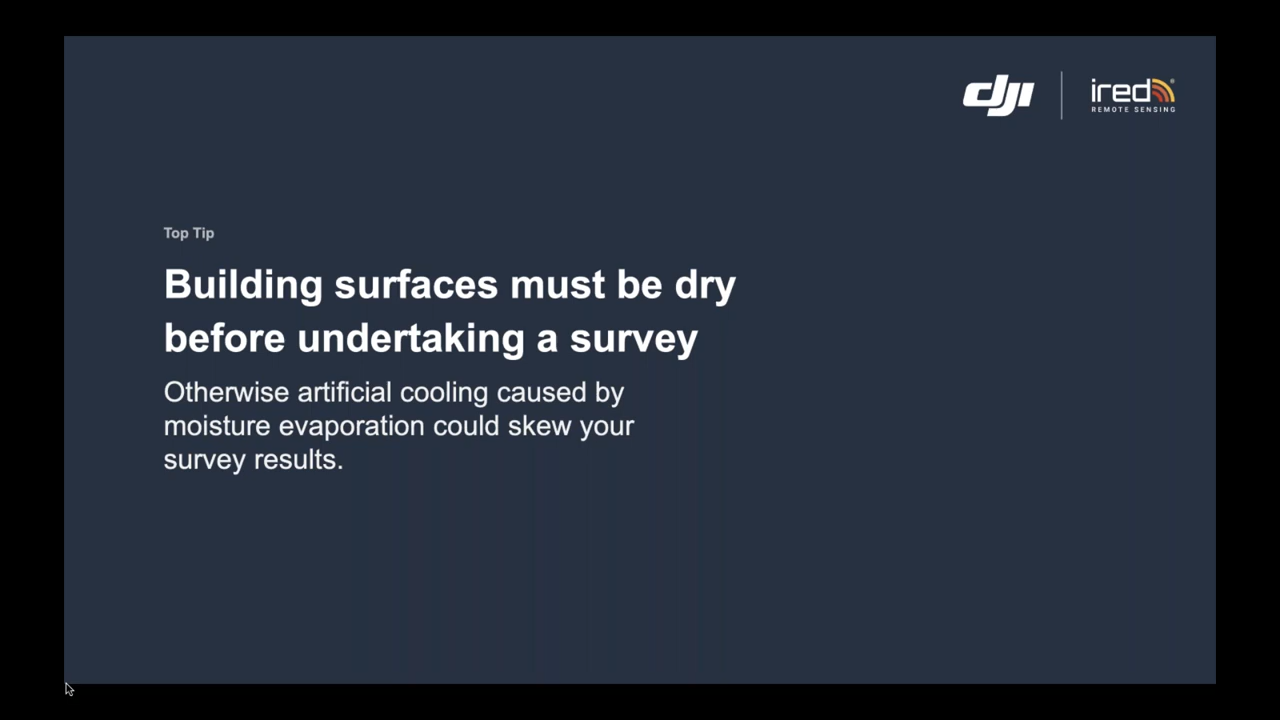 dji
ired
REMOTE SENSING
Top Tip
Building surfaces must be dry
before undertaking a survey
Otherwise artificial cooling caused by
moisture evaporation could skew your
survey results.